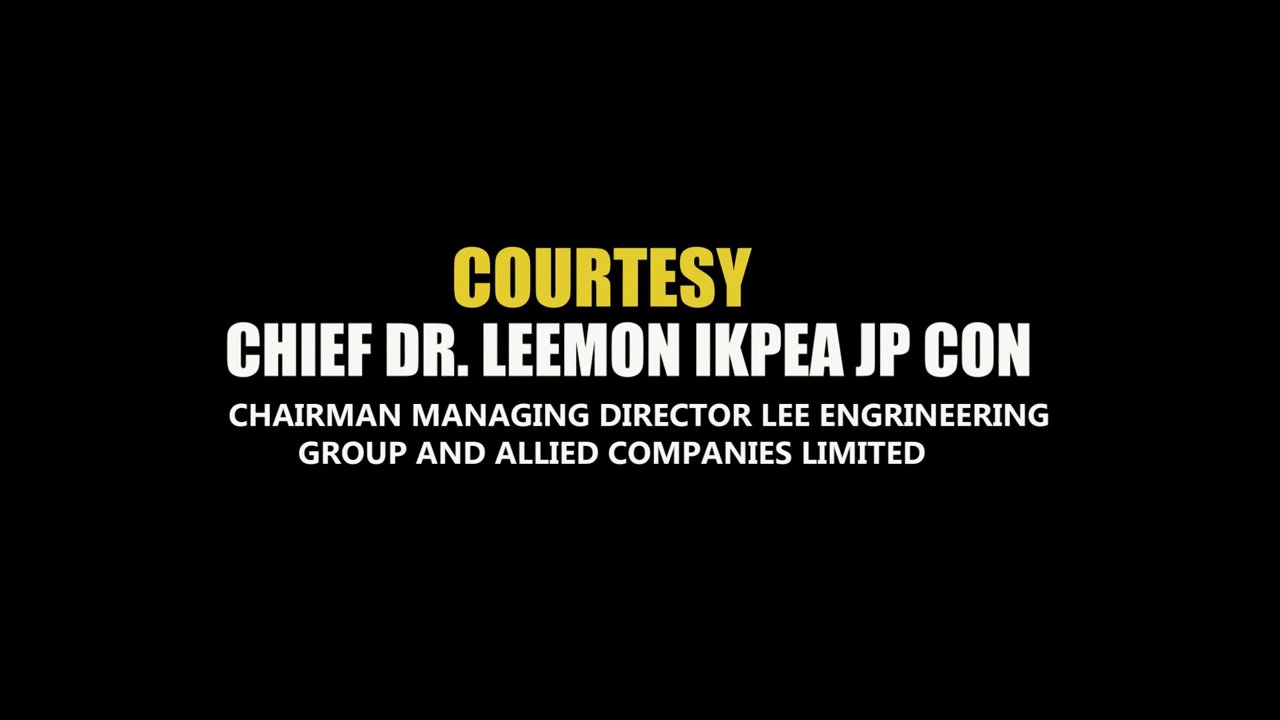 COURTESY
CHIEF DR. LEEMON IKPEA JP CON
CHAIRMAN MANAGING DIRECTOR LEE ENGRINEERING
GROUP AND ALLIED COMPANIES LIMITED